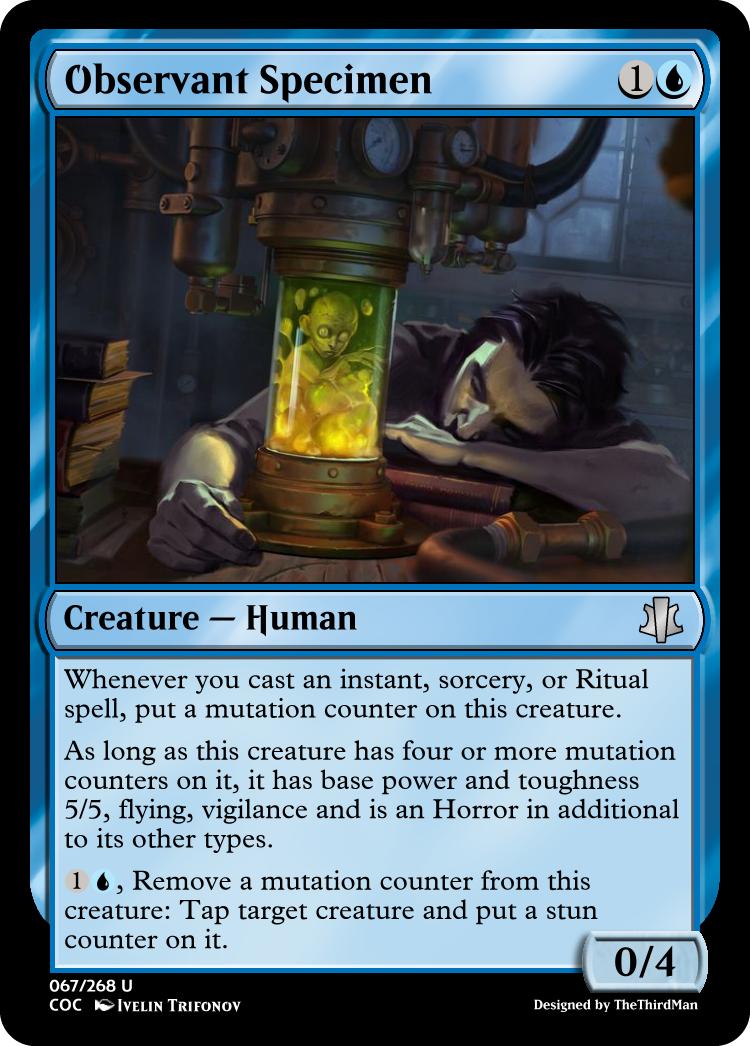 Observant Specimen 1
Creature — Human
Whenever you cast an instant, sorcery, or Ritual
spell, put a mutation counter on this creature.
As long as this creature has four or more mutation
counters on it, it has base power and toughness
5/5, flying, vigilance and is an Horror in additional
to its other types.
1 , Remove a mutation counter from this
creature: Tap target creature and put a stun
counter on it.
0/4
067/268 U
COC Ivelin Trifonov
Designed by TheThirdMan